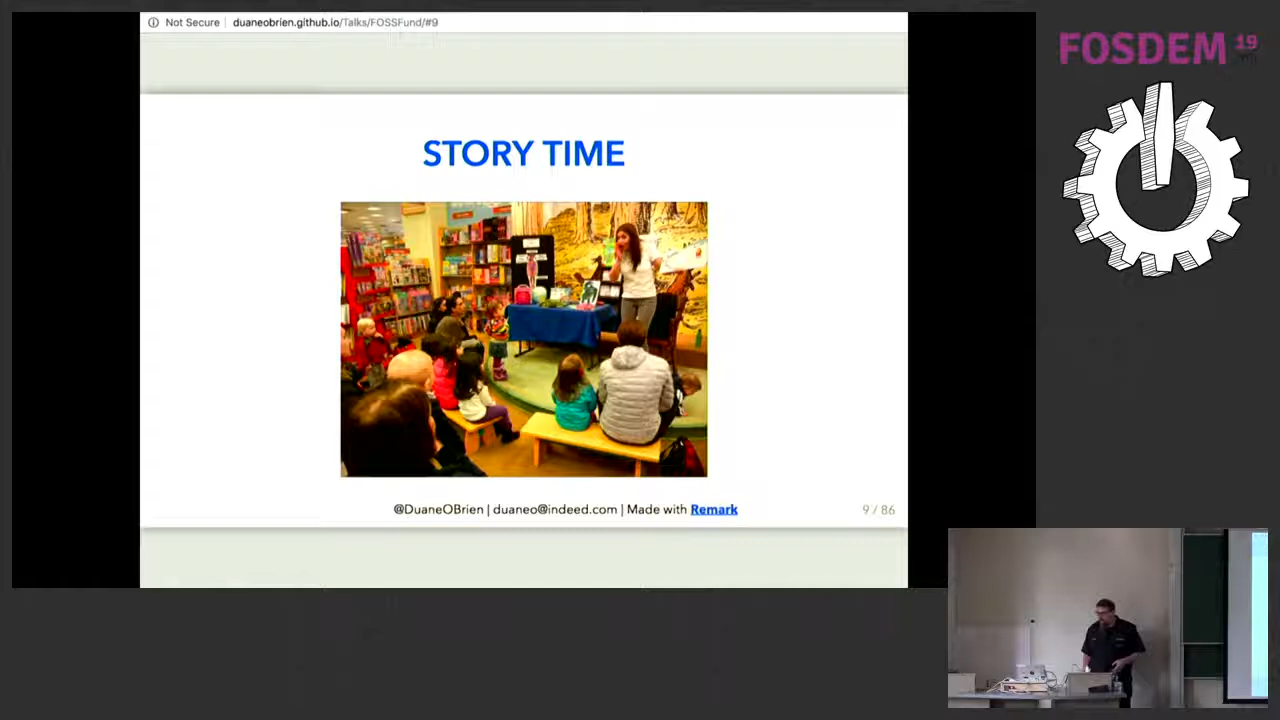 Not Secure | duaneobrien.github.io/Talks/FOSSFund/#9
FOSDEM 19
STORY TIME
@DuaneOBrien | duaneo@indeed.com | Made with Remark
9 / 86